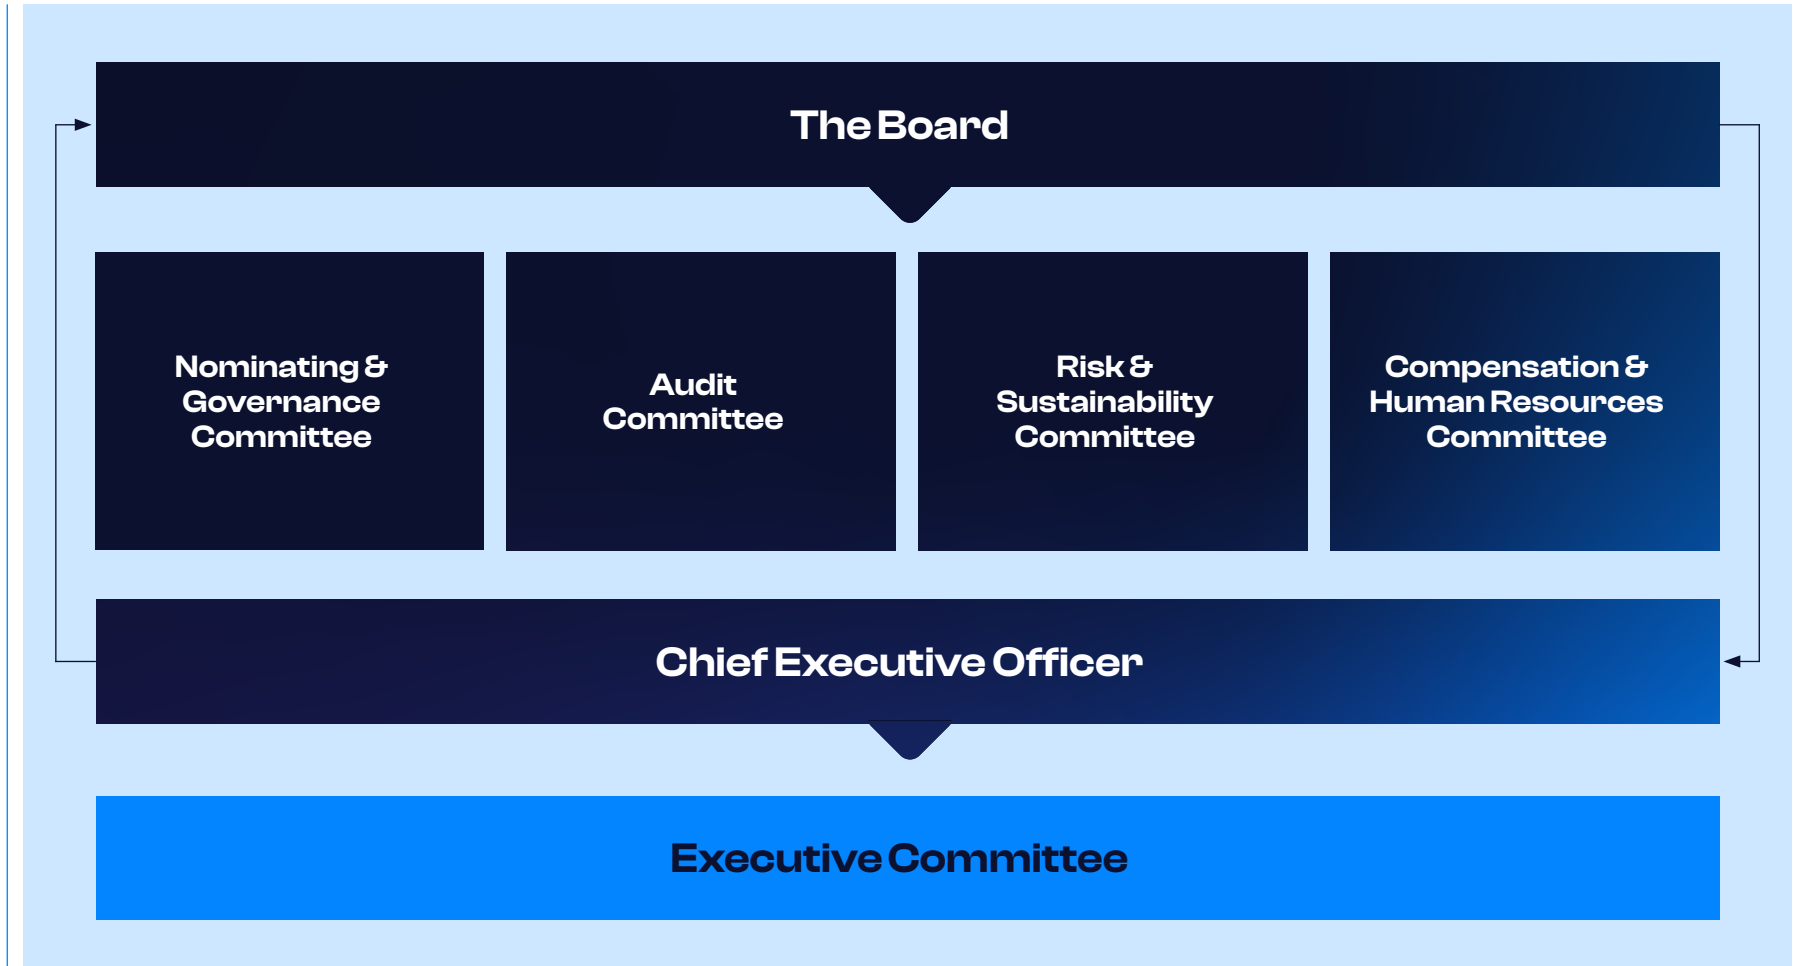 The Board
Nominating &
Governance
Committee
Audit
Committee
Risk &
Sustainability
Committee
Compensation &
Human Resources
Committee
Chief Executive Officer
Executive Committee